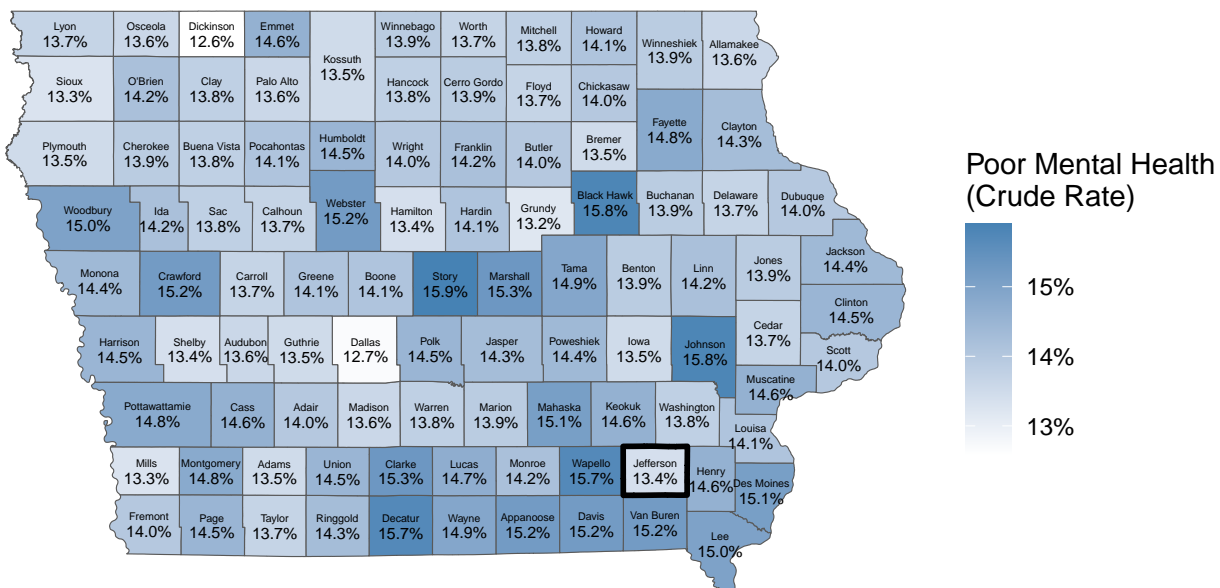 Lyon
13.7%
Osceola
13.6%
Dickinson
12.6%
Emmet
14.6%
Kossuth
13.5%
Winnebago
13.9%
Worth
13.7%
Mitchell
13.8%
Howard
14.1%
Winneshiek
13.9%
Allamakee
13.6%
Sioux
13.3%
O'Brien
14.2%
Clay
13.8%
Palo Alto
13.6%
Hancock
13.8%
Cerro Gordo
13.9%
Floyd
13.7%
Chickasaw
14.0%
Fayette
14.8%
Clayton
14.3%
Plymouth
13.5%
Cherokee
13.9%
Buena Vista
13.8%
Pocahontas
14.1%
Humboldt
14.5%
Wright
14.0%
Franklin
14.2%
Butler
14.0%
Bremer
13.5%
Woodbury
15.0%
Ida
14.2%
Sac
13.8%
Calhoun
13.7%
Webster
15.2%
Hamilton
13.4%
Hardin
14.1%
Grundy
13.2%
Black Hawk
15.8%
Buchanan
13.9%
Delaware
13.7%
Dubuque
14.0%
Monona
14.4%
Crawford
15.2%
Carroll
13.7%
Greene
14.1%
Boone
14.1%
Story
15.9%
Marshall
15.3%
Tama
14.9%
Benton
13.9%
Linn
14.2%
Jones
13.9%
Jackson
14.4%
Clinton
14.5%
Harrison
14.5%
Shelby
13.4%
Audubon
13.6%
Guthrie
13.5%
Dallas
12.7%
Polk
14.5%
Jasper
14.3%
Poweshiek
14.4%
Iowa
13.5%
Johnson
15.8%
Cedar
13.7%
Scott
14.0%
Muscatine
14.6%
Pottawattamie
14.8%
Cass
14.6%
Adair
14.0%
Madison
13.6%
Warren
13.8%
Marion
13.9%
Mahaska
15.1%
Keokuk
14.6%
Washington
13.8%
Louisa
14.1%
Mills
13.3%
Montgomery
14.8%
Adams
13.5%
Union
14.5%
Clarke
15.3%
Lucas
14.7%
Monroe
14.2%
Wapello
15.7%
Jefferson
13.4%
Henry
14.6%
Des Moines
15.1%
Fremont
14.0%
Page
14.5%
Taylor
13.7%
Ringgold
14.3%
Decatur
15.7%
Wayne
14.9%
Appanoose
15.2%
Davis
15.2%
Van Buren
15.2%
Lee
15.0%
Poor Mental Health
(Crude Rate)
15%
14%
13%